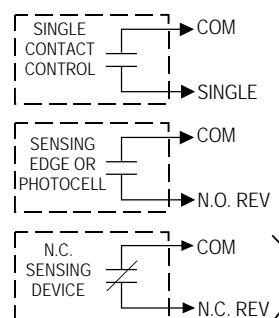 SINGLE
CONTACT
CONTROL
COM
SINGLE
SENSING
EDGE OR
PHOTOCELL
COM
N.O. REV
N.C.
SENSING
DEVICE
COM
N.C. REV